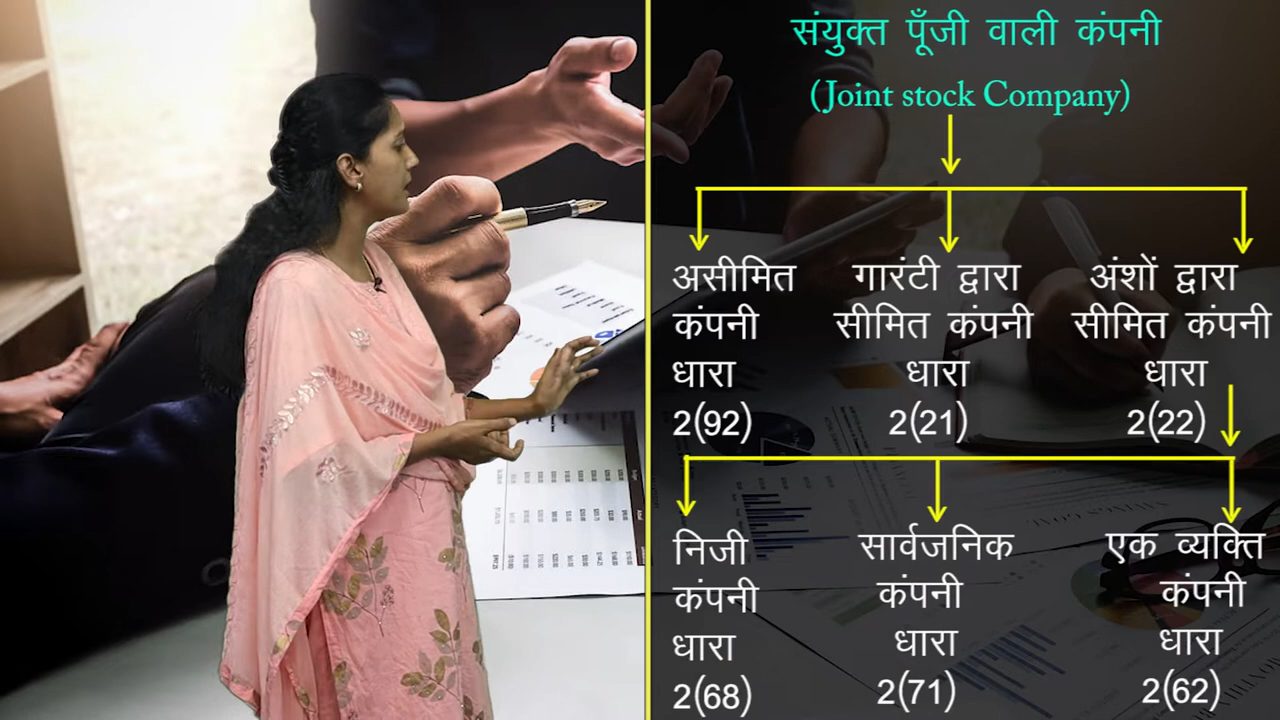 संयुक्त पूँजी वाली कंपनी
(Joint stock Company)
असीमित
कंपनी
धारा
2(92)
गारंटी द्वारा
सीमित कंपनी
धारा
2(21)
अंशों द्वारा
सीमित कंपनी
धारा
2(22)
निजी
कंपनी
धारा
2(68)
सार्वजनिक
कंपनी
धारा
2(71)
एक व्यक्ति
कंपनी
धारा
2(62)